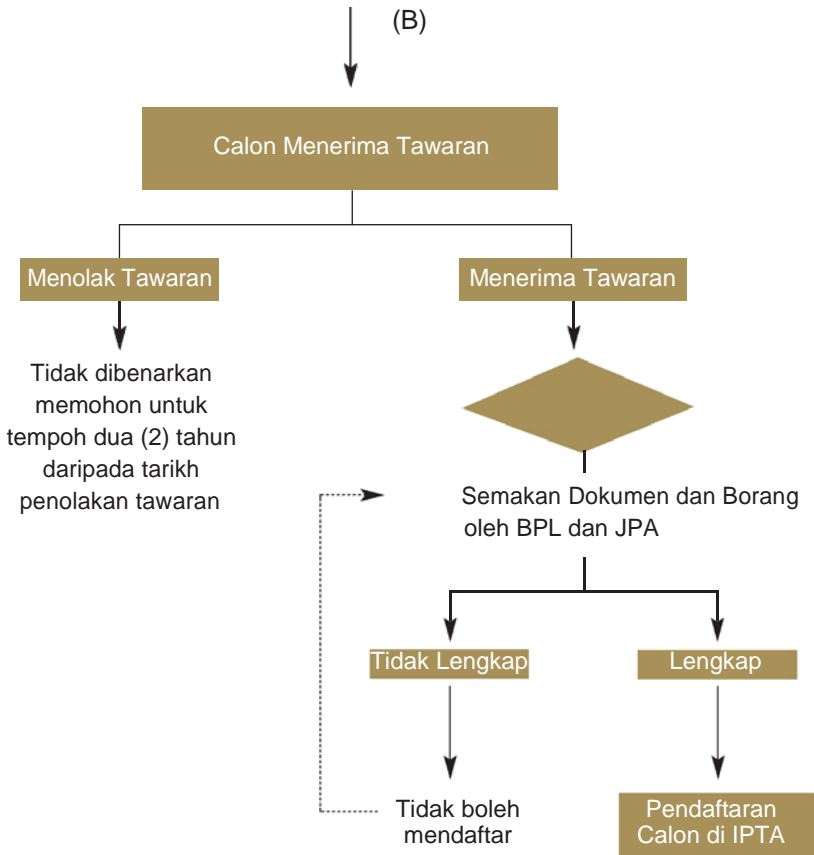 (B)
Calon Menerima Tawaran
Menolak Tawaran
Menerima Tawaran
Tidak dibenarkan
memohon untuk
tempoh dua (2) tahun
daripada tarikh
penolakan tawaran
Semakan Dokumen dan Borang
oleh BPL dan JPA
Tidak Lengkap
Lengkap
Tidak boleh
mendaftar
Pendaftaran
Calon di IPTA